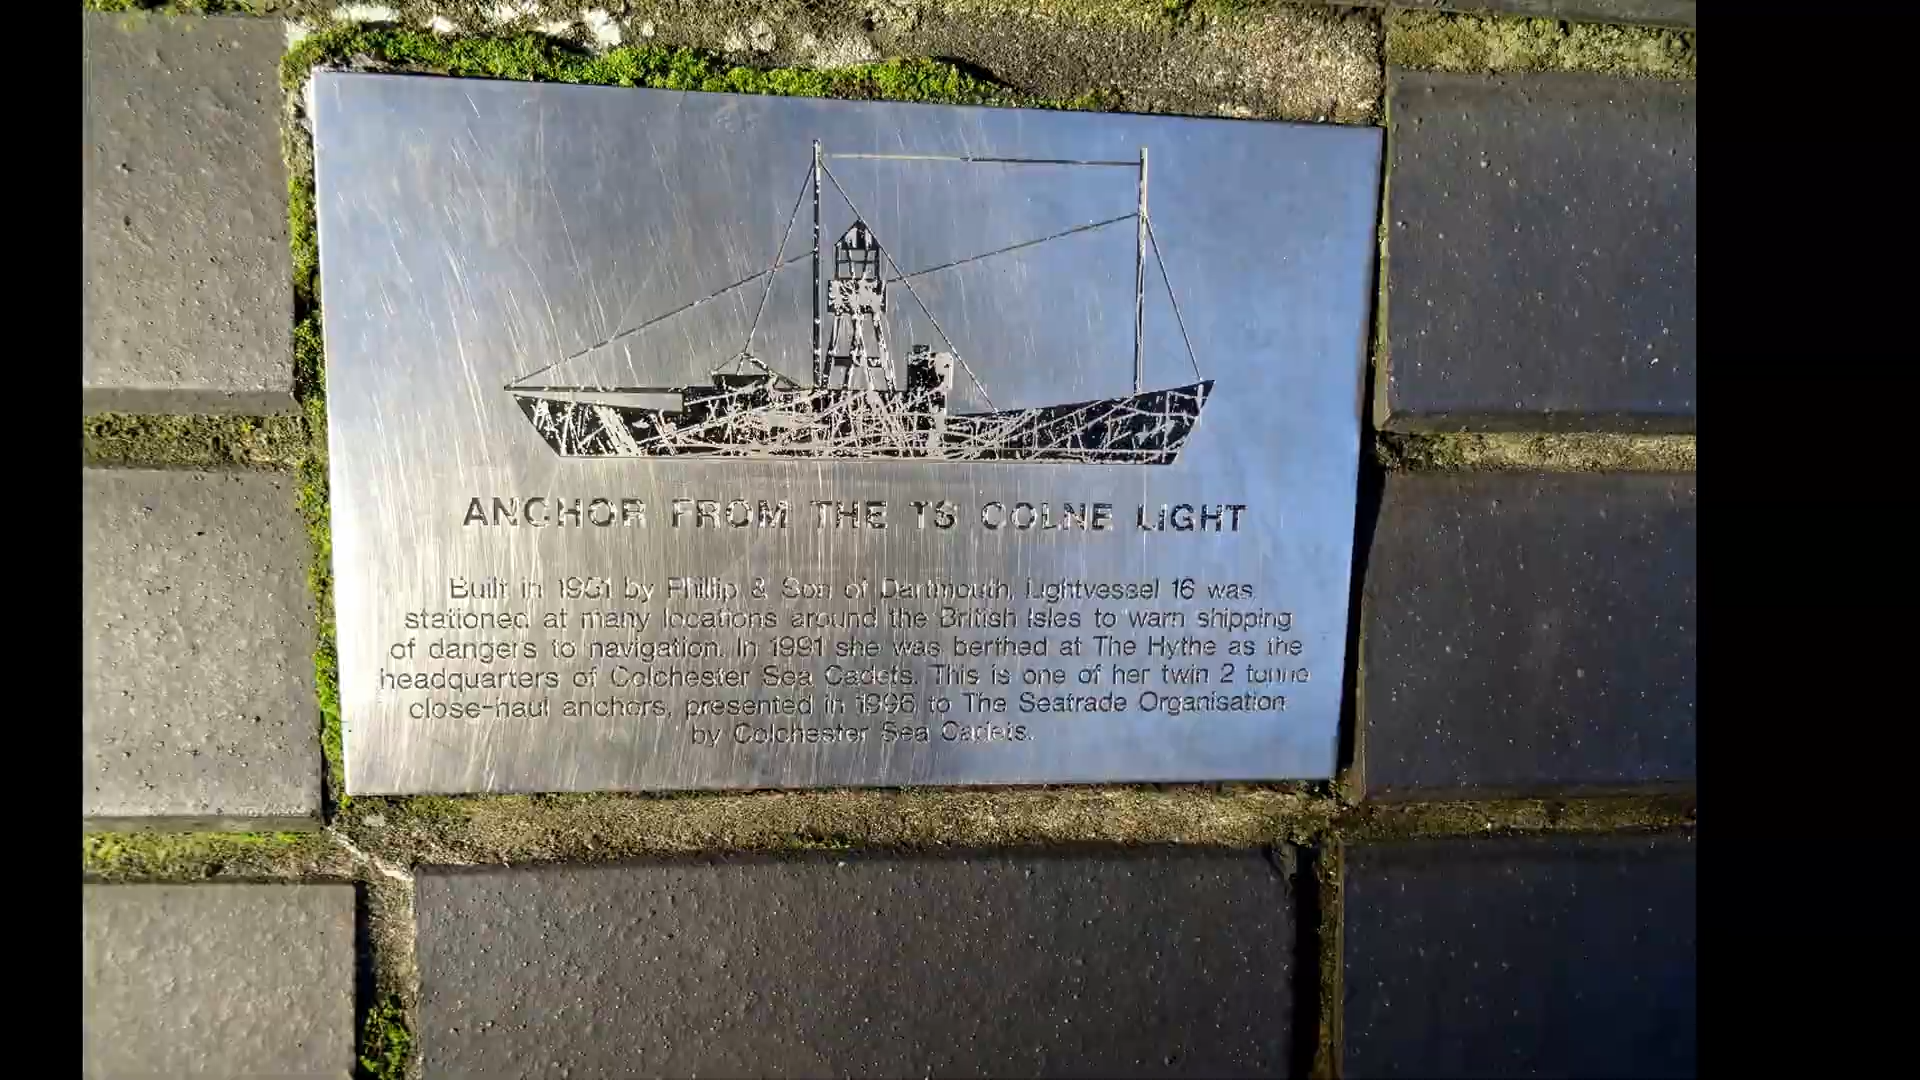 ANCHOR FROM THE TS COLNE LIGHT
Built in 1951 by Phillip & Son of Dartmouth, Lightvessel 16 was
stationed at many locations around the British Isles to warn shipping
of dangers to navigation. In 1991 she was berthed at The Hythe as the
headquarters of Colchester Sea Cadets. This is one of her twin 2 tonne
close-haul anchors, presented in 1996 to The Seatrade Organisation
by Colchester Sea Cadets.